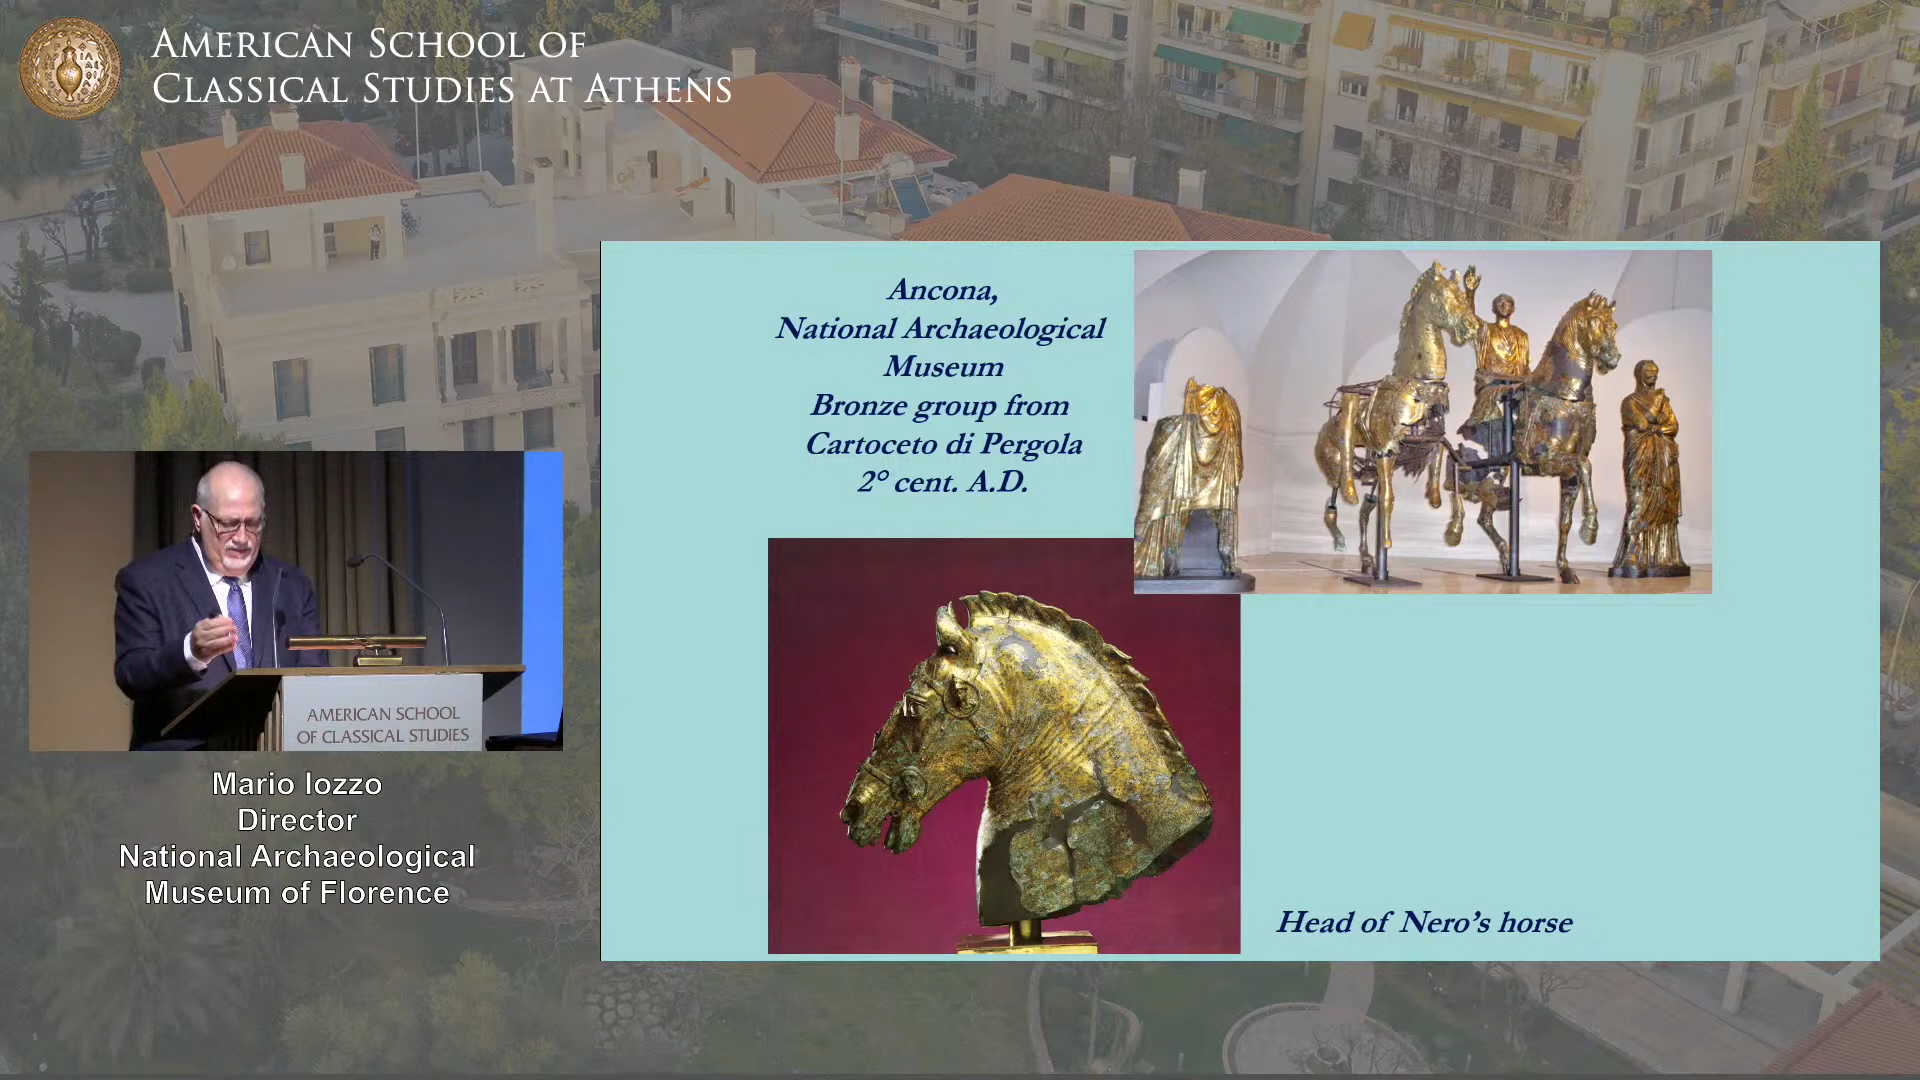 AMERICAN SCHOOL OF
CLASSICAL STUDIES AT ATHENS
Ancona,
National Archaeological
Museum
Bronze group from
Cartoceto di Pergola
2° cent. A.D.
AMERICAN SCHOOL
OF CLASSICAL STUDIES
Mario Iozzo
Director
National Archaeological
Museum of Florence
Head of Nero's horse